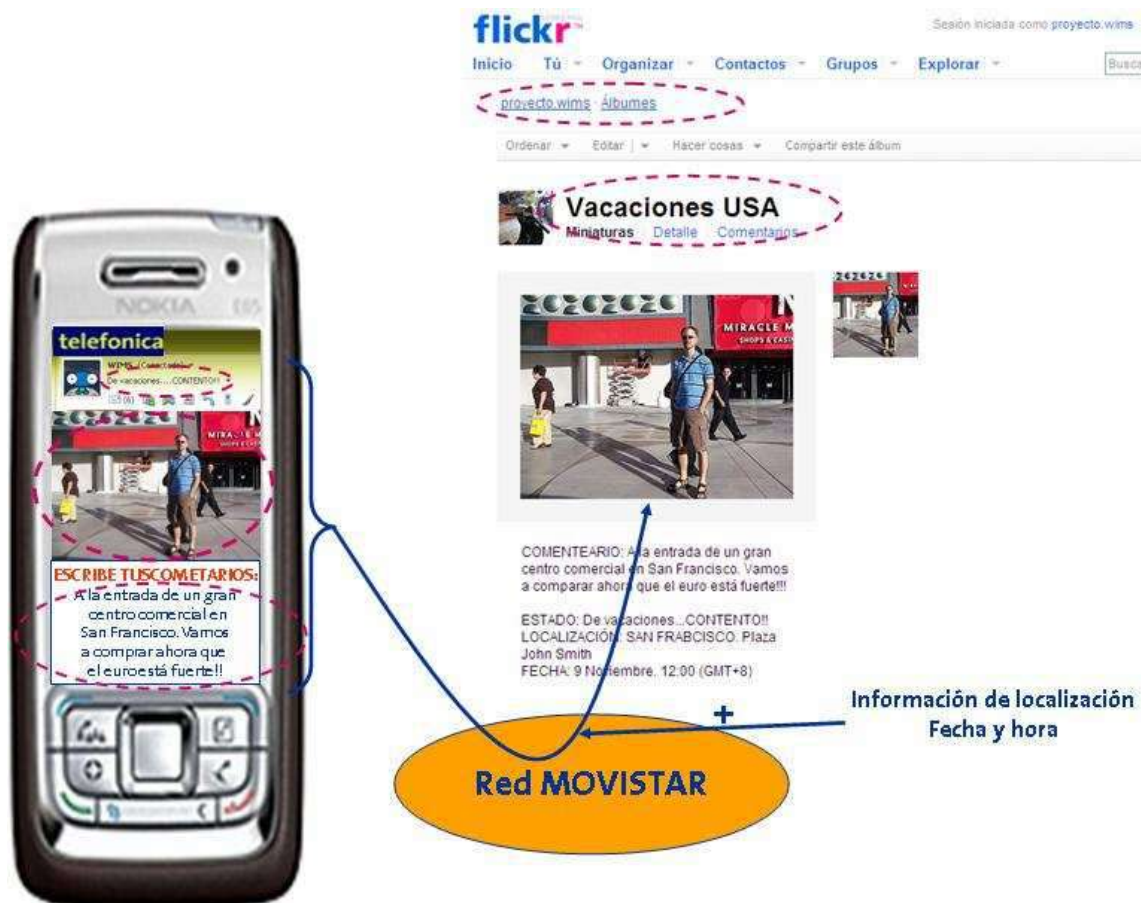 flickr
Sesión iniciada como proyecto.wims
Inicio Tú Organizar Contactos Grupos Explorar
proyecto.wims Álbumes
Ordenar Editar Hacer cosas Compartir este álbum
Vacaciones USA
Miniaturas Detalle Comentarios
MIRACLE M
SHOPS & CASIN
COMENTEARIO: A la entrada de un gran
centro comercial en San Francisco. Vamos
a comparar ahora que el euro está fuerte!!!
ESTADO: De vacaciones...CONTENTO!!
LOCALIZACIÓN: SAN FRABCISCO. Plaza
John Smith
FECHA: 9 Noviembre. 12:00 (GMT+8)
NOKIA E65
telefonica
WIMS (Conectado)
De vacaciones....CONTENTO!!
MIRACLE M
ESCRIBE TUSCOMETARIOS:
A la entrada de un gran
centro comercial en
San Francisco. Vamos
a comprar ahora que
el euro está fuerte!!
+
Información de localización
Fecha y hora
Red MOVISTAR